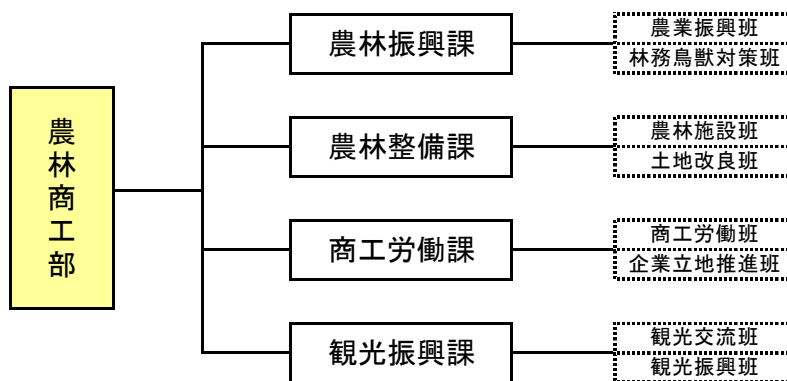 農林商工部
農林振興課
農業振興班
林務鳥獣対策班
農林整備課
農林施設班
土地改良班
商工労働課
商工労働班
企業立地推進班
観光振興課
観光交流班
観光振興班